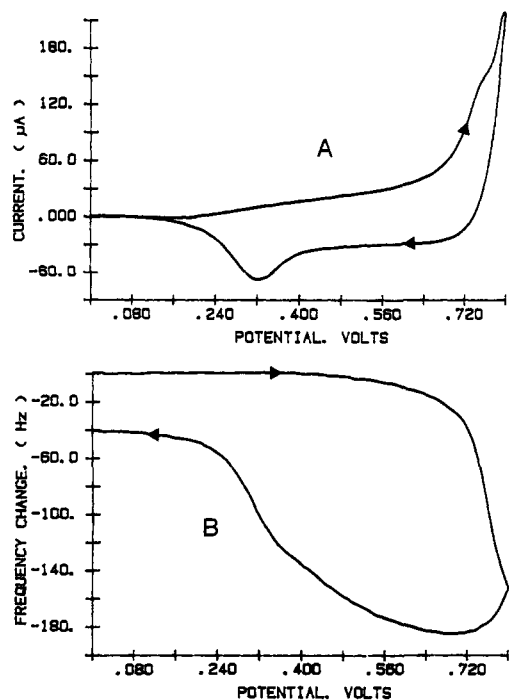 180.
120.
60.0
.000
-60.0
CURRENT. ( µA )
A
.080 .240 .400 .560 .720
POTENTIAL. VOLTS
-20.0
-60.0
-100.
-140.
-180.
FREQUENCY CHANGE. ( Hz )
B
.080 .240 .400 .560 .720
POTENTIAL. VOLTS